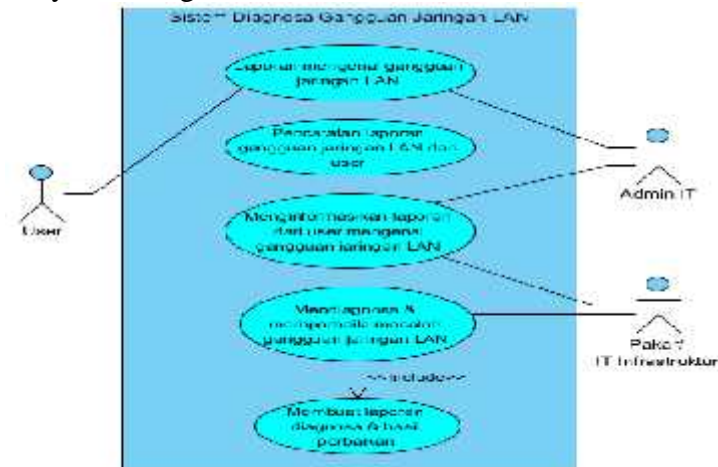 Sistem Diagnosa Gangguan Jaringan LAN
Laporan mengenai gangguan
jaringan LAN
Pencatatan laporan
gangguan jaringan LAN dari
user
Menginformasikan laporan
dari user mengenai
gangguan jaringan LAN
Mendiagnosa &
memperbaiki masalah
gangguan jaringan LAN
<<include>>
Membuat laporan
diagnosa & hasil
perbaikan
User
Admin IT
Pakar/
IT Infrastruktur